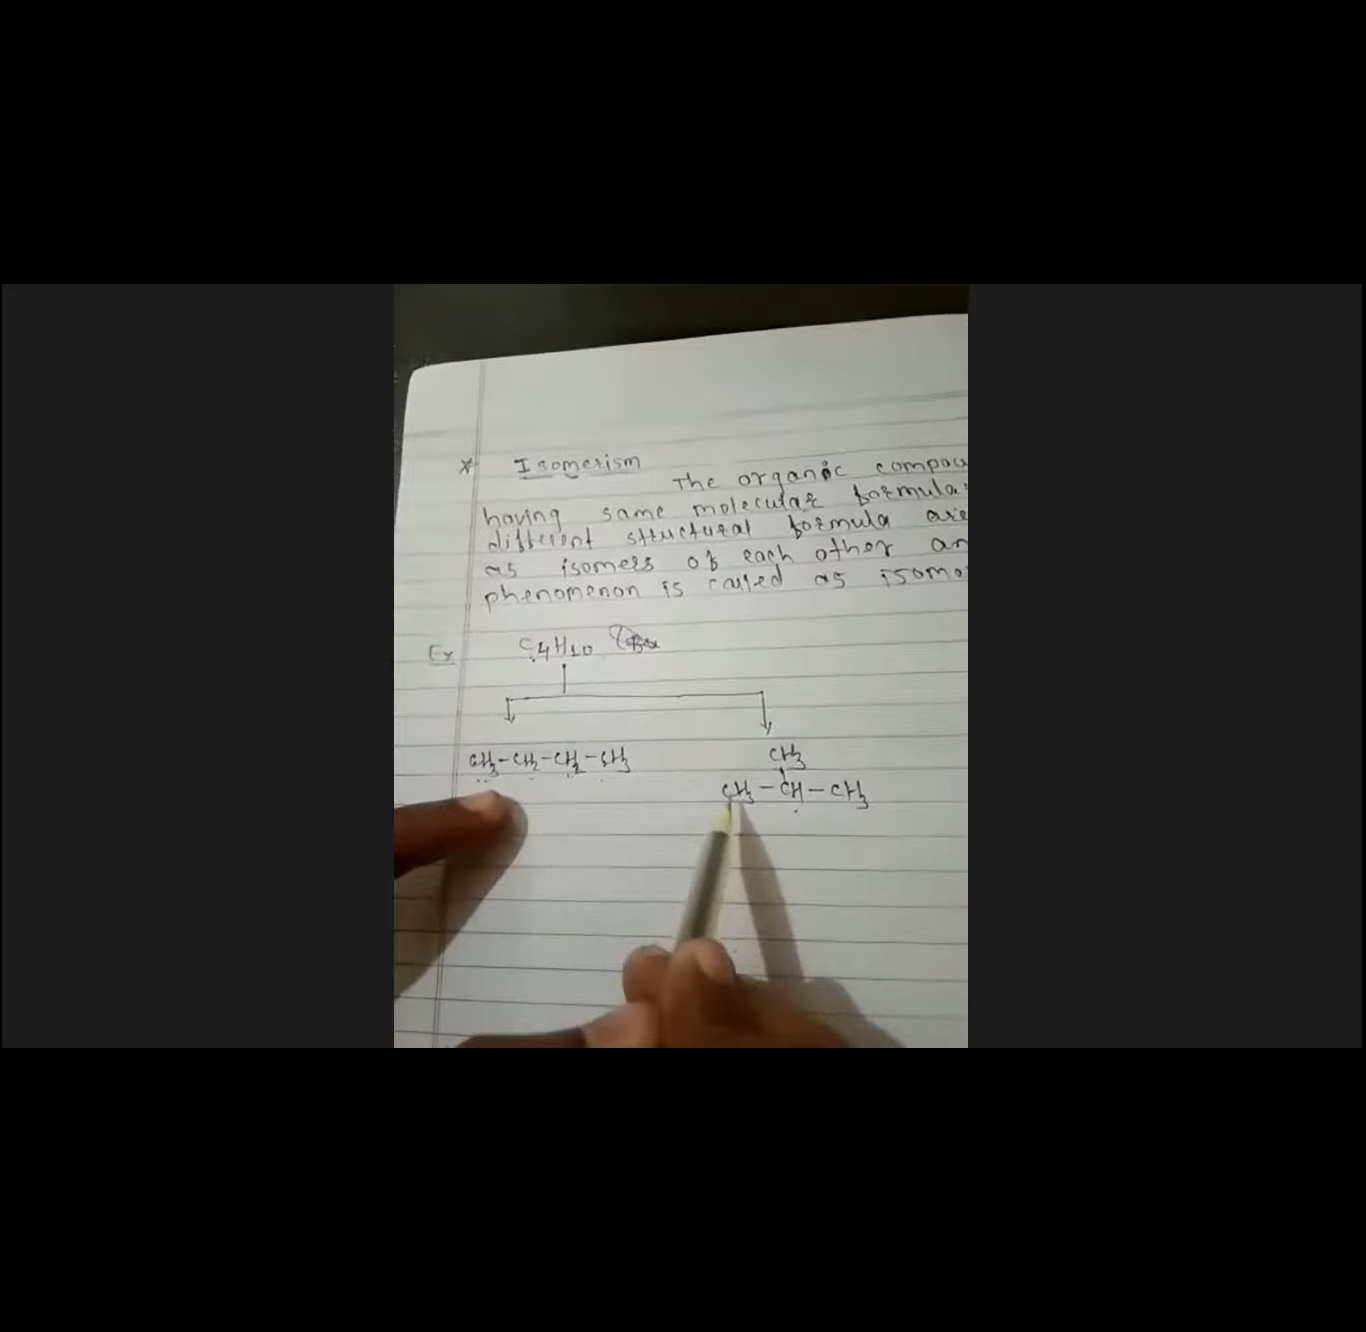 * Isomerism
The organic compou
having same molecular formula
different structural formula are
as isomers of each other an
phenomenon is called as isome
Ex C4H10
CH3-CH2-CH2-CH3
CH3
CH3-CH-CH3